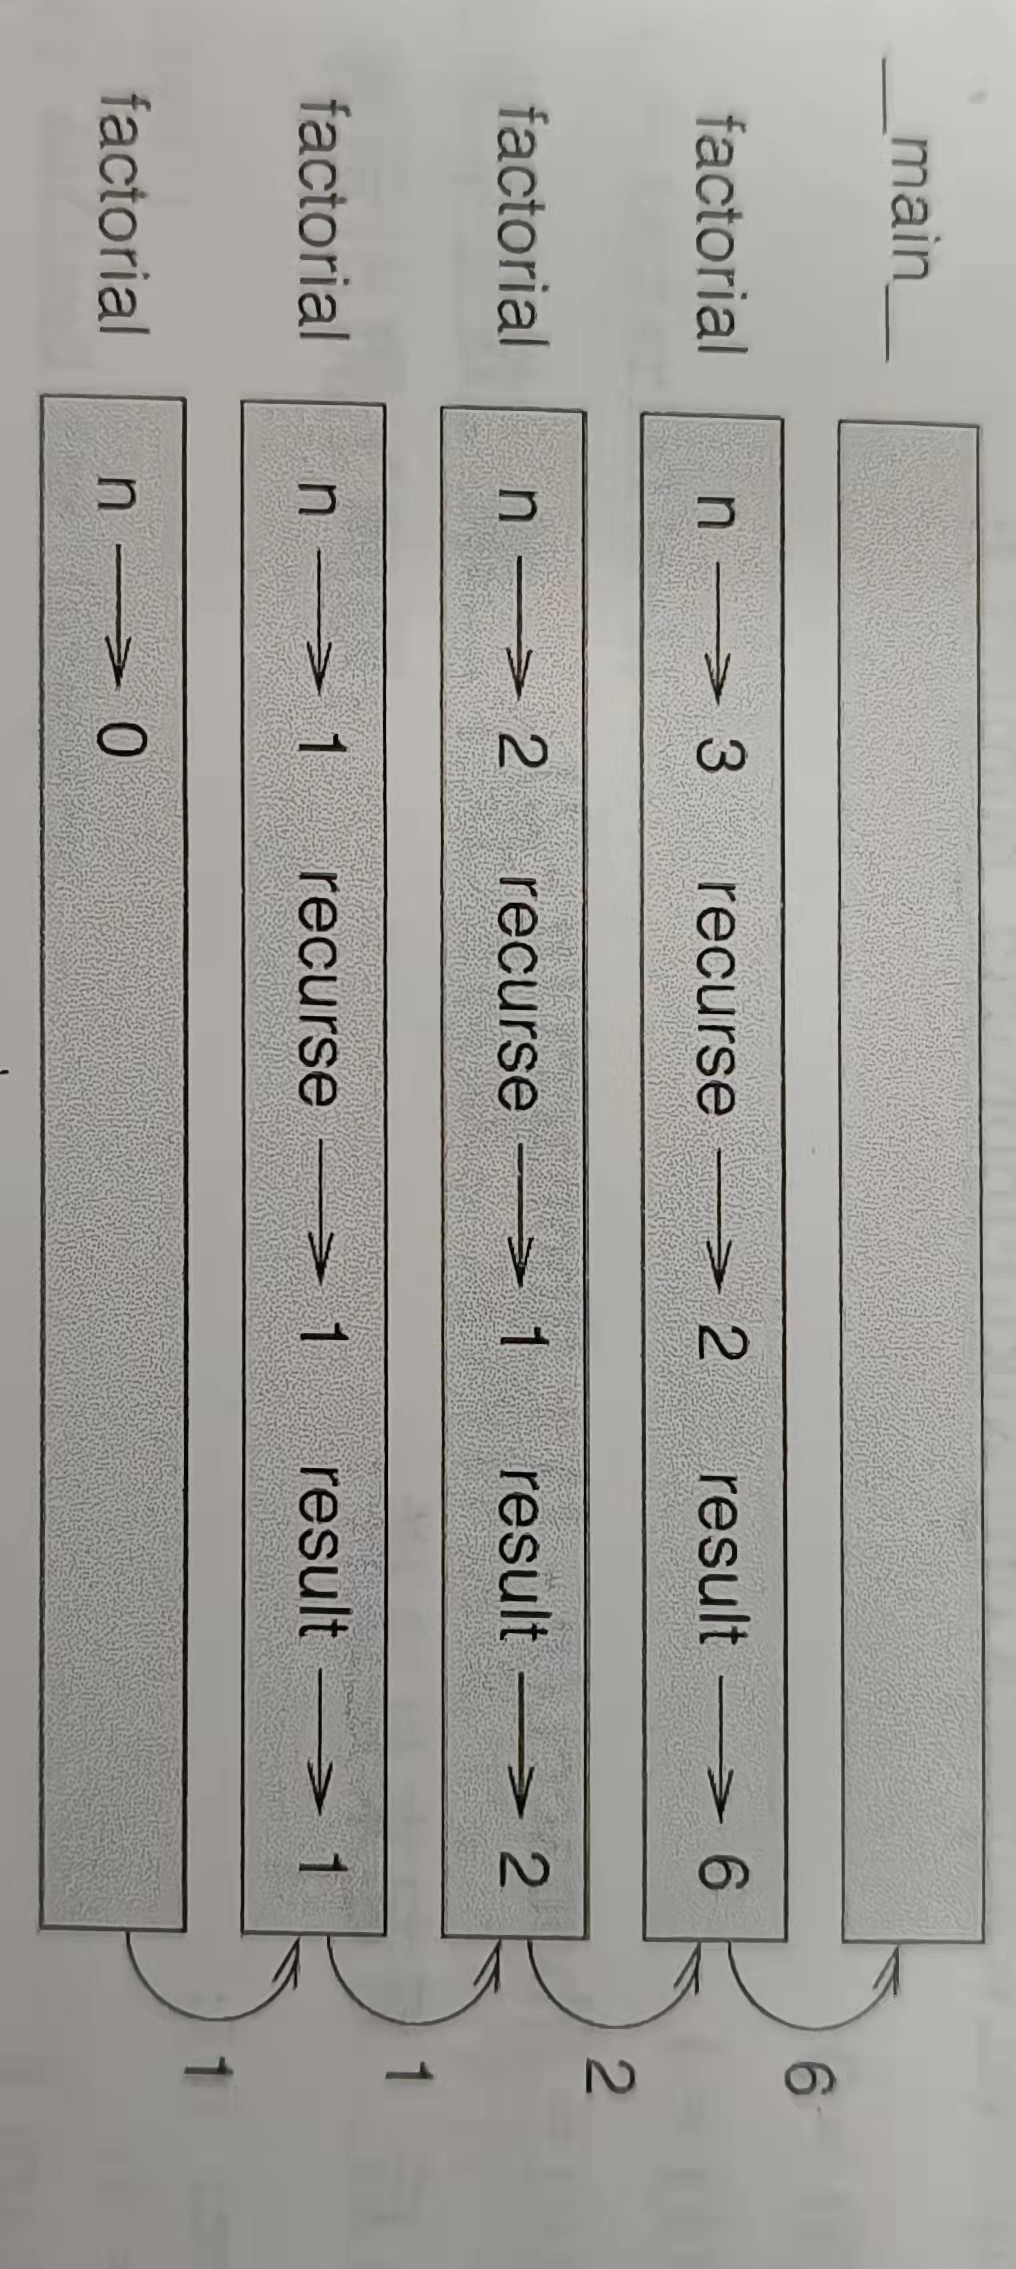 __main__
6
factorial n → 3 recurse → 2 result → 6
2
factorial n → 2 recurse → 1 result → 2
1
factorial n → 1 recurse → 1 result → 1
1
factorial n → 0